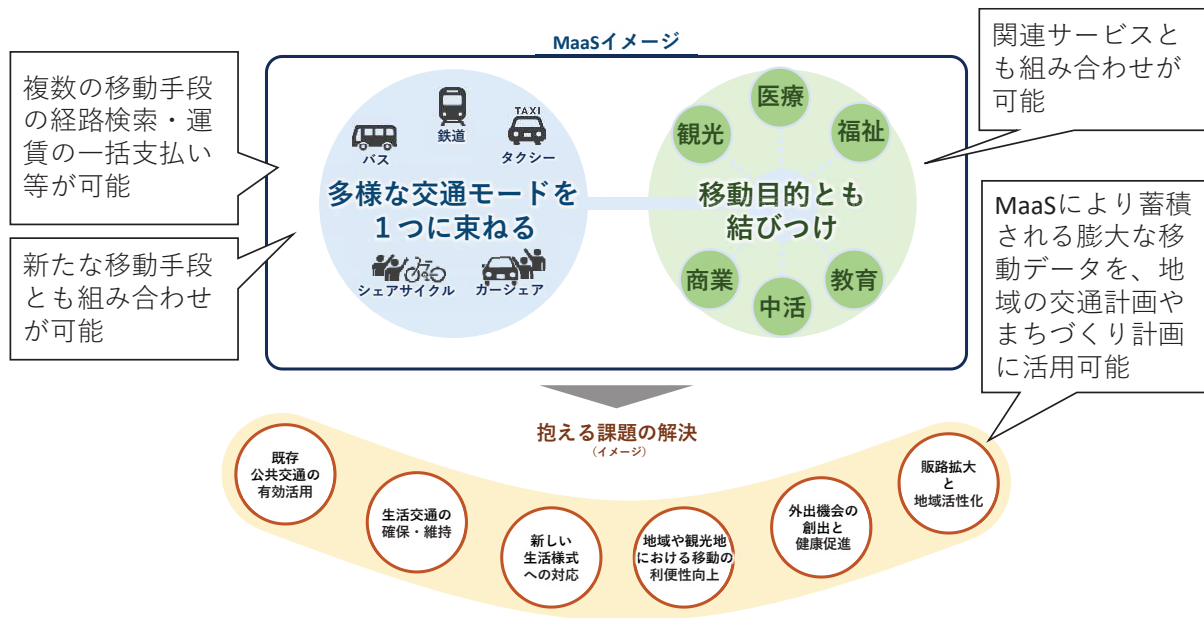 MaaSイメージ
複数の移動手段
の経路検索・運
賃の一括支払い
等が可能
新たな移動手段
とも組み合わせ
が可能
バス
鉄道
TAXI
タクシー
多様な交通モードを
１つに束ねる
シェアサイクル
カーシェア
医療
観光
福祉
移動目的とも
結びつけ
商業
中活
教育
関連サービスと
も組み合わせが
可能
MaaSにより蓄積
される膨大な移
動データを、地
域の交通計画や
まちづくり計画
に活用可能
抱える課題の解決
（イメージ）
既存
公共交通の
有効活用
生活交通の
確保・維持
新しい
生活様式
への対応
地域や観光地
における移動の
利便性向上
外出機会の
創出と
健康促進
販路拡大
と
地域活性化